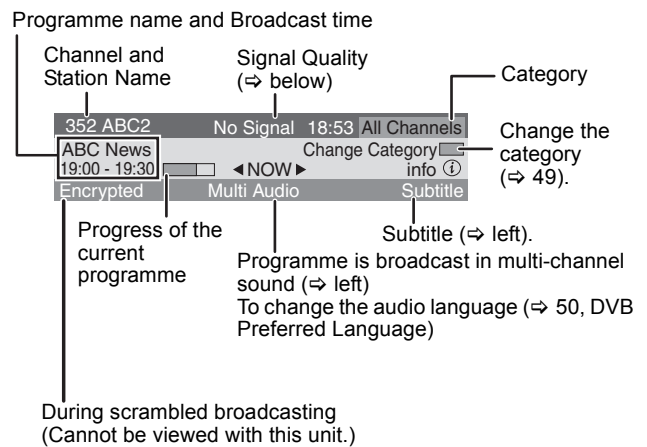 Programme name and Broadcast time
Channel and
Station Name
Signal Quality
(⇨ below)
Category
352 ABC2 No Signal 18:53 All Channels
ABC News Change Category
19:00 - 19:30 ◀NOW▶ info ⓘ
Encrypted Multi Audio Subtitle
Change the
category
(⇨ 49).
Progress of the
current
programme
Subtitle (⇨ left).
Programme is broadcast in multi-channel
sound (⇨ left)
To change the audio language (⇨ 50, DVB
Preferred Language)
During scrambled broadcasting
(Cannot be viewed with this unit.)